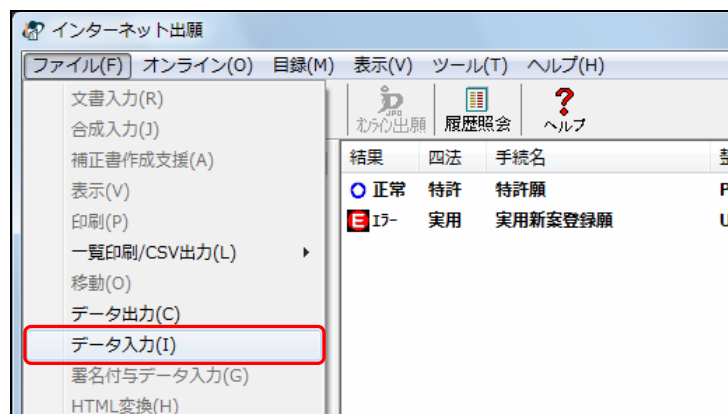 インターネット出願
ファイル(F) オンライン(O) 目録(M) 表示(V) ツール(T) ヘルプ(H)
文書入力(R)
合成入力(J)
補正書作成支援(A)
表示(V)
印刷(P)
一覧印刷/CSV出力(L)
移動(O)
データ出力(C)
データ入力(I)
署名付与データ入力(G)
HTML変換(H)
JPO
オンライン出願 履歴照会 ヘルプ
結果 四法 手続名
正常 特許 特許願 P
E エラー 実用 実用新案登録願 U